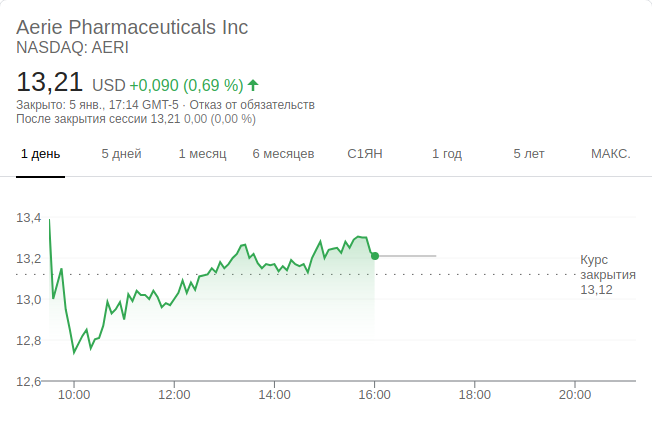 Aerie Pharmaceuticals Inc
NASDAQ: AERI
13,21 USD +0,090 (0,69 %)
Закрыто: 5 янв., 17:14 GMT-5 · Отказ от обязательств
После закрытия сессии 13,21 0,00 (0,00 %)
1 день 5 дней 1 месяц 6 месяцев С1ЯН 1 год 5 лет МАКС.
13,4
13,2
13,0
12,8
12,6
Курс
закрытия
13,12
10:00 12:00 14:00 16:00 18:00 20:00